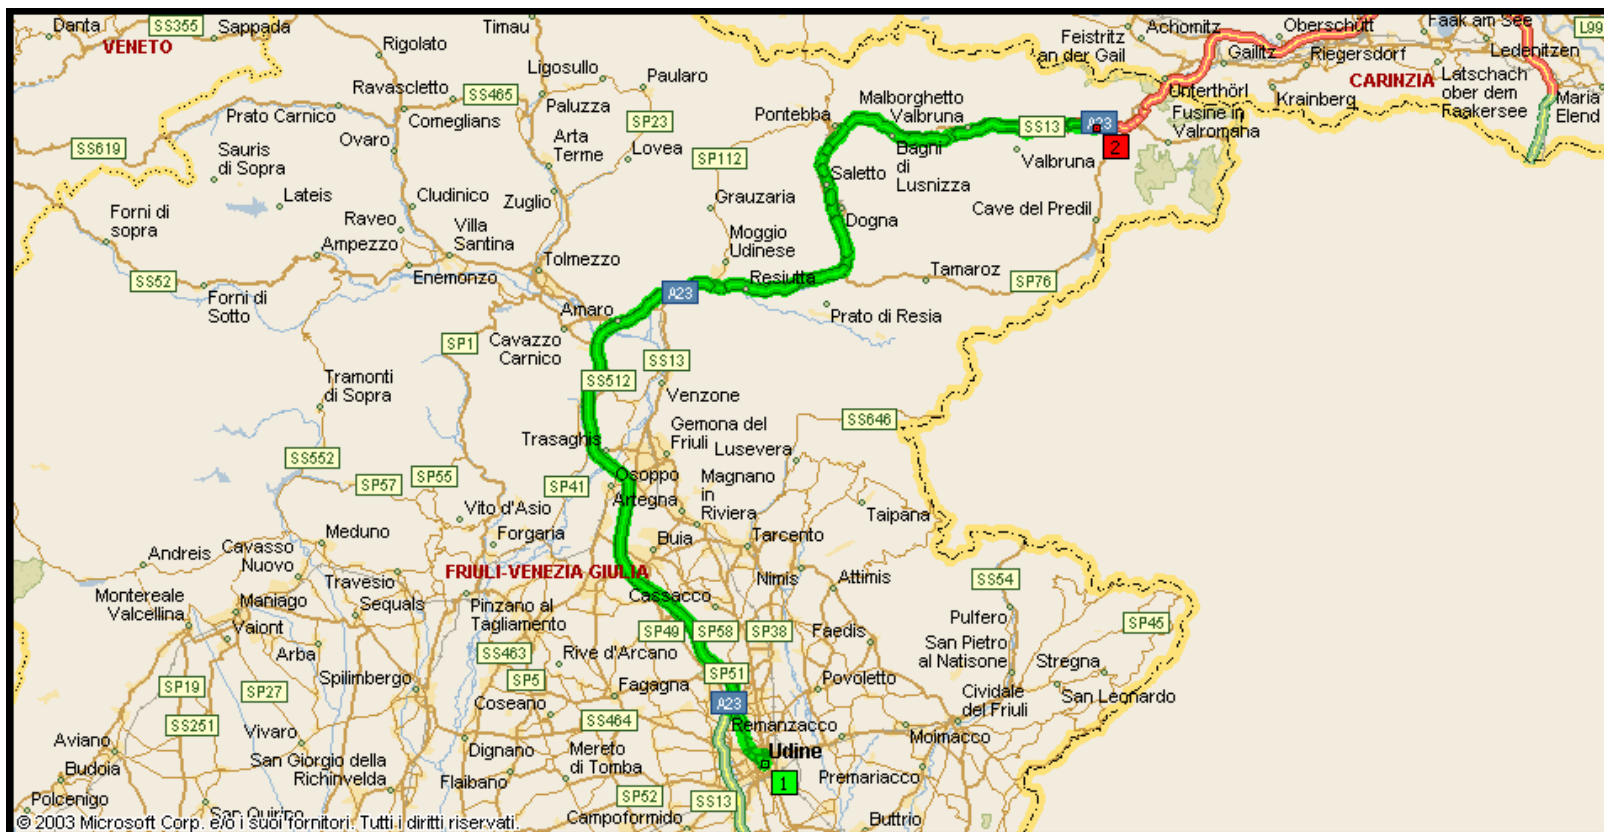 Danta
SS355
Sappada
VENETO
Timau
Rigolato
Ligosullo
Paularo
Ravascletto
SS465
Paluzza
Prato Carnico
Comeglians
SP23
Ovaro
Arta
Terme
Lovea
SS619
Sauris
di Sopra
Lateis
Cludinico
Zuglio
Raveo
Villa
Santina
Forni di
sopra
Ampezzo
Enemonzo
Tolmezzo
SS52
Forni di
Sotto
Feistritz
an der Gail
Achomitz
Oberschütt
Faak am See
L99
Gailitz
Riegersdorf
Ledenitzen
CARINZIA
Latschach
ober dem
Faakersee
Maria
Elend
Unterthörl
Krainberg
Fusine in
Valromana
Malborghetto
Valbruna
Pontebba
SS13
A23
2
Bagni
di
Lusnizza
Valbruna
SP112
Saletto
Grauzaria
Dogna
Cave del Predil
Moggio
Udinese
Resiutta
Tamaroz
SP76
A23
Prato di Resia
Amaro
Cavazzo
Carnico
SP1
SS13
SS512
Tramonti
di Sopra
Venzone
Gemona del
Friuli
Lusevera
SS646
Trasaghis
SS552
SP57
SP55
SP41
Osoppo
Artegna
Magnano
in
Riviera
Vito d'Asio
Taipana
Meduno
Forgaria
Buia
Tarcento
Andreis
Cavasso
Nuovo
FRIULI-VENEZIA GIULIA
Nimis
Attimis
SS54
Travesio
Montereale
Valcellina
Maniago
Sequals
Pinzano al
Tagliamento
Cassacco
Pulfero
SP45
Vaiont
SP49
SP58
SP38
Faedis
San Pietro
al Natisone
Arba
SS463
Rive d'Arcano
Stregna
SP19
SP27
Spilimbergo
SP5
Fagagna
SP51
Povoletto
San Leonardo
Coseano
A23
Cividale
del Friuli
SS251
Vivaro
SS464
Remanzacco
Moimacco
Aviano
Dignano
Mereto
di Tomba
Udine
Budoia
San Giorgio della
Richinvelda
Flaibano
1
Premariacco
Polcenigo
San Quirino
SP52
SS13
Campoformido
Buttrio
© 2003 Microsoft Corp. e/o i suoi fornitori. Tutti i diritti riservati.